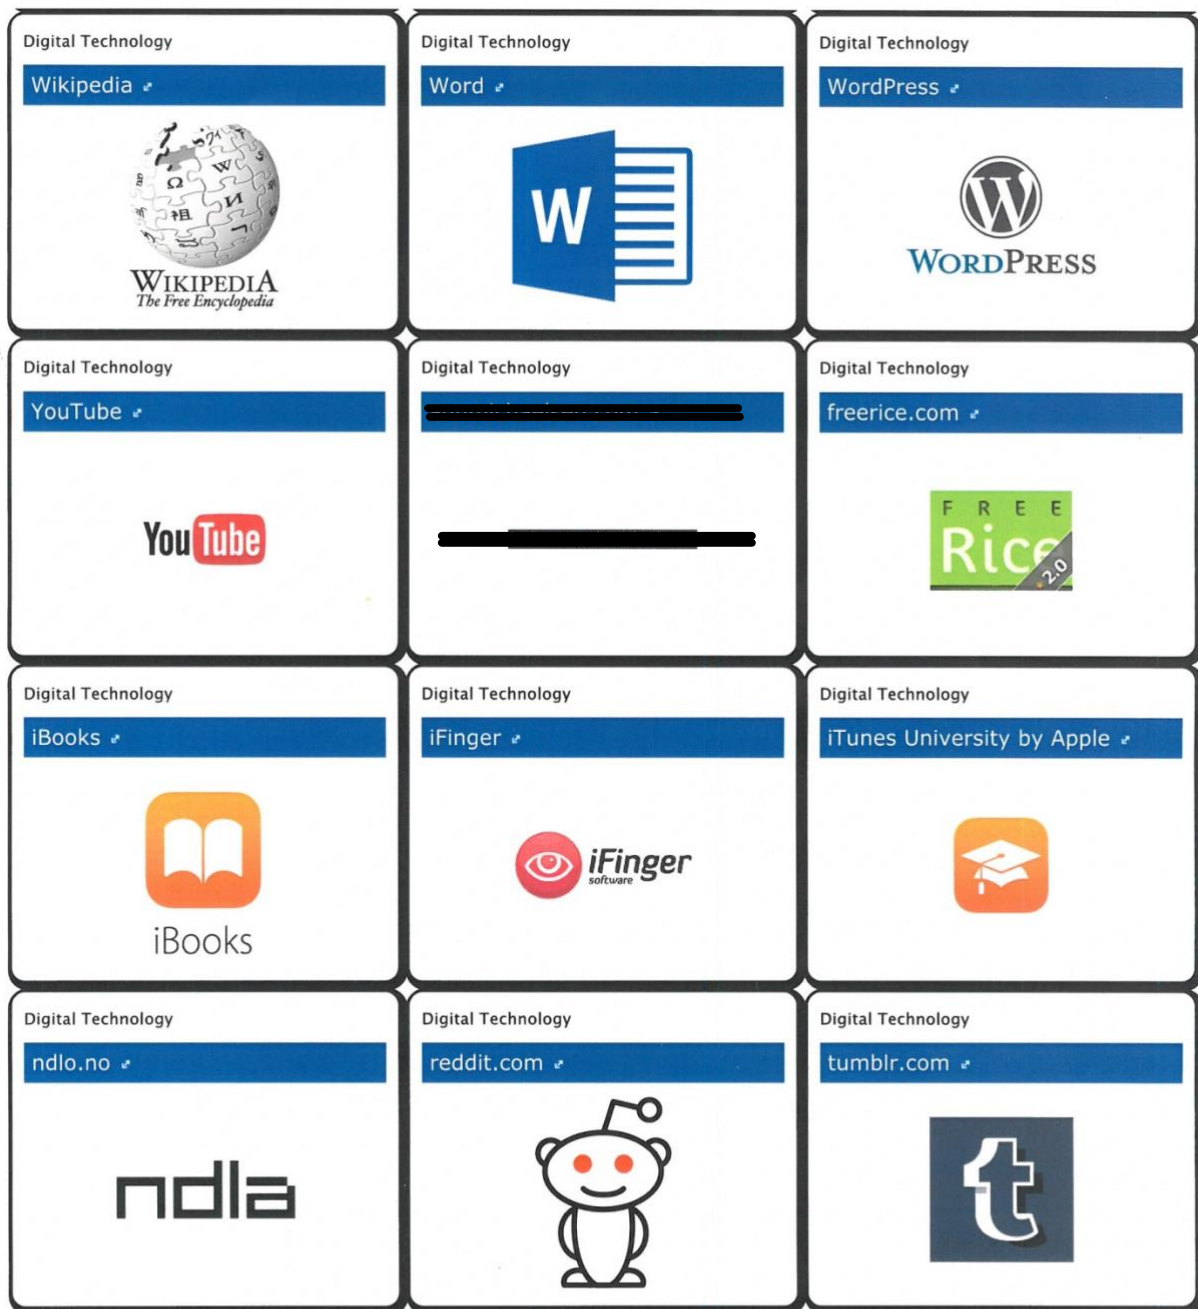 Digital Technology
Wikipedia
Ω W И 祖
WIKIPEDIA
The Free Encyclopedia
Digital Technology
Word
W
Digital Technology
WordPress
W
WORDPRESS
Digital Technology
YouTube
YouTube
Digital Technology
Digital Technology
freerice.com
FREE
Rice
2.0
Digital Technology
iBooks
iBooks
Digital Technology
iFinger
iFinger
software
Digital Technology
iTunes University by Apple
Digital Technology
ndlo.no
ndla
Digital Technology
reddit.com
Digital Technology
tumblr.com
t